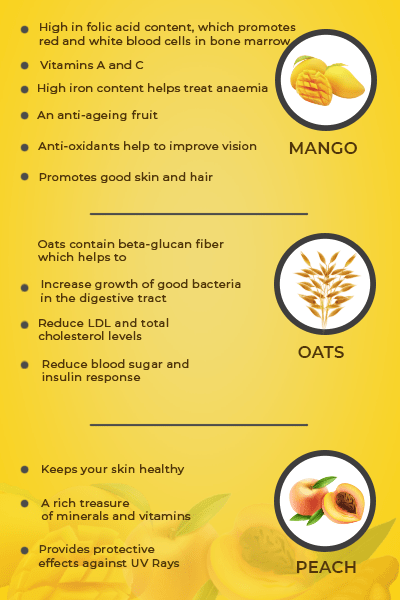 High in folic acid content, which promotes
red and white blood cells in bone marrow
Vitamins A and C
High iron content helps treat anaemia
An anti-ageing fruit
Anti-oxidants help to improve vision
Promotes good skin and hair
MANGO
Oats contain beta-glucan fiber
which helps to
Increase growth of good bacteria
in the digestive tract
Reduce LDL and total
cholesterol levels
Reduce blood sugar and
insulin response
OATS
Keeps your skin healthy
A rich treasure
of minerals and vitamins
Provides protective
effects against UV Rays
PEACH